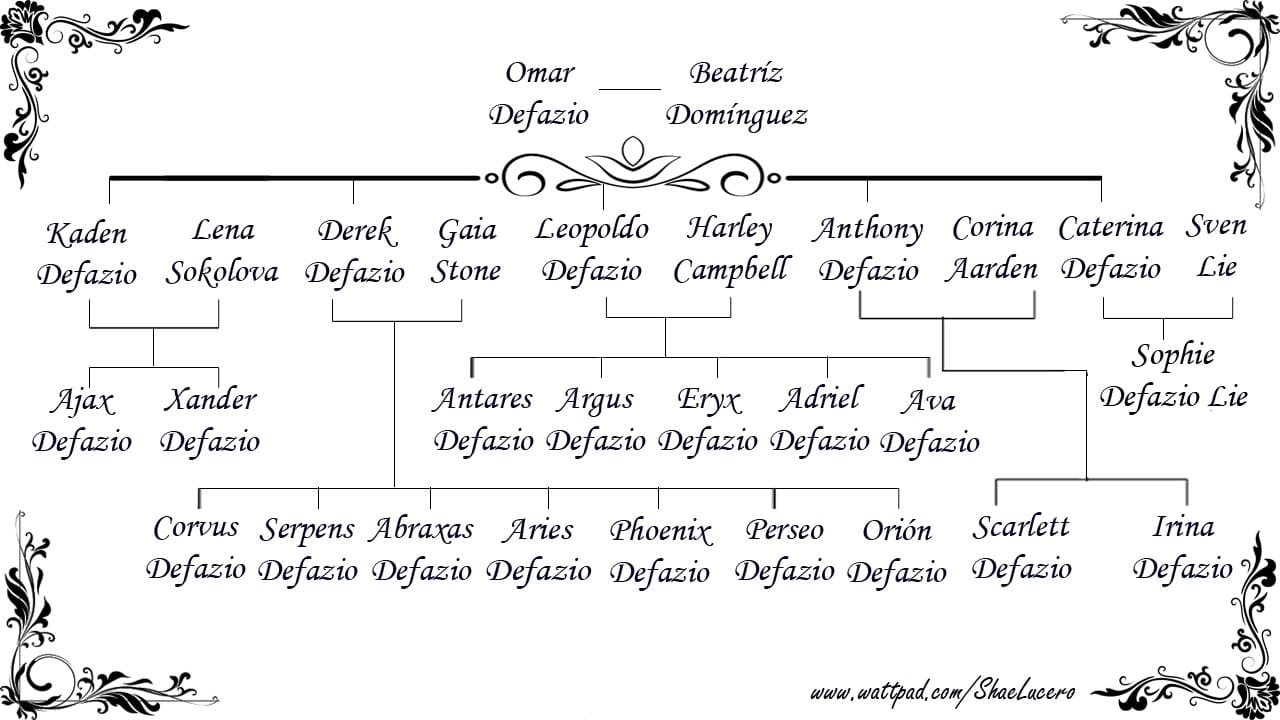 Omar Beatríz
Defazio Domínguez
Kaden Lena Derek Gaia Leopoldo Harley Anthony Corina Caterina Sven
Defazio Sokolova Defazio Stone Defazio Campbell Defazio Aarden Defazio Lie
Sophie
Defazio Lie
Ajax Xander Antares Argus Eryx Adriel Ava
Defazio Defazio Defazio Defazio Defazio Defazio Defazio
Corvus Serpens Abraxas Aries Phoenix Perseo Orión Scarlett Irina
Defazio Defazio Defazio Defazio Defazio Defazio Defazio Defazio Defazio
www.wattpad.com/ShaeLucero